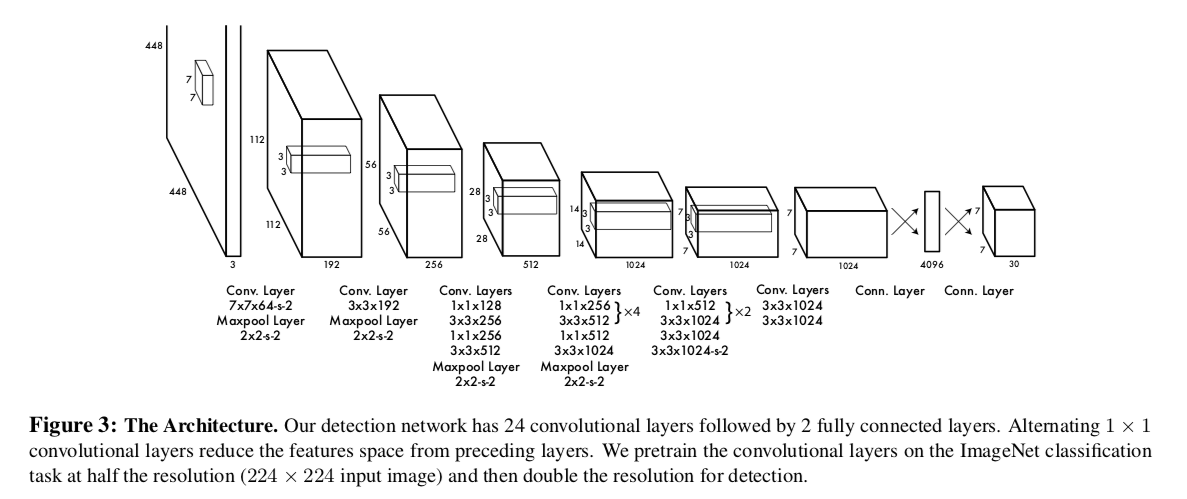 448
7
7
448
3
112
3
3
112
192
56
3
3
56
256
28
3
3
28
512
14
3
3
14
1024
7
3
3
7
1024
7
7
1024
4096
7
7
30
Conv. Layer
7x7x64-s-2
Maxpool Layer
2x2-s-2
Conv. Layer
3x3x192
Maxpool Layer
2x2-s-2
Conv. Layers
1x1x128
3x3x256
1x1x256
3x3x512
Maxpool Layer
2x2-s-2
Conv. Layers
1x1x256
3x3x512 }×4
1x1x512
3x3x1024
Maxpool Layer
2x2-s-2
Conv. Layers
1x1x512
3x3x1024 }×2
3x3x1024
3x3x1024-s-2
Conv. Layers
3x3x1024
3x3x1024
Conn. Layer
Conn. Layer
Figure 3: The Architecture. Our detection network has 24 convolutional layers followed by 2 fully connected layers. Alternating 1 × 1
convolutional layers reduce the features space from preceding layers. We pretrain the convolutional layers on the ImageNet classification
task at half the resolution (224 × 224 input image) and then double the resolution for detection.